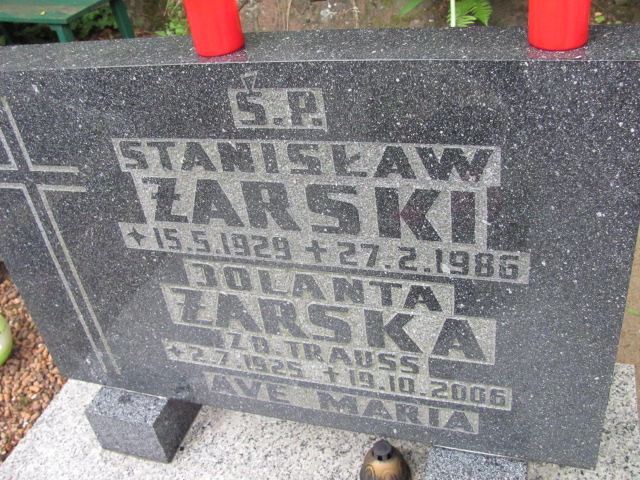 Ś.P.
STANISŁAW
ŻARSKI
15.5.1929 +27.2.1986
JOLANTA
ŻARSKA
Z D. TRAUSS
+2.7.1925 +19.10.2006
AVE MARIA